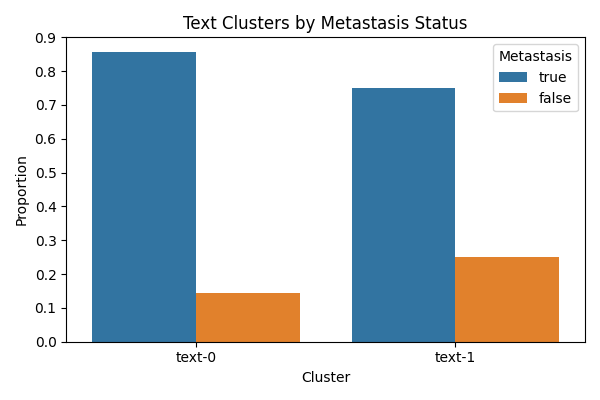 Text Clusters by Metastasis Status
Metastasis
true
false
Proportion
0.9
0.8
0.7
0.6
0.5
0.4
0.3
0.2
0.1
0.0
text-0
text-1
Cluster